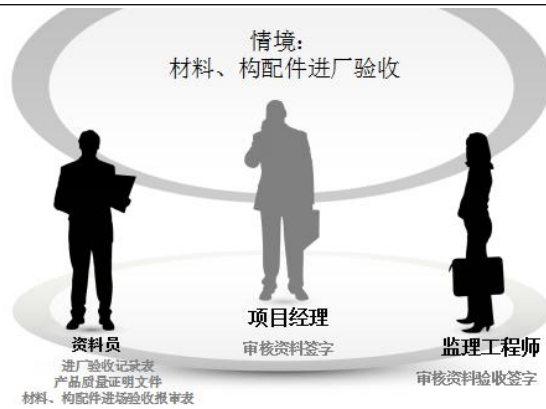 情境：
材料、构配件进厂验收
项目经理
审核资料签字
资料员
进厂验收记录表
产品质量证明文件
材料、构配件进场验收报审表
监理工程师
审核资料验收签字